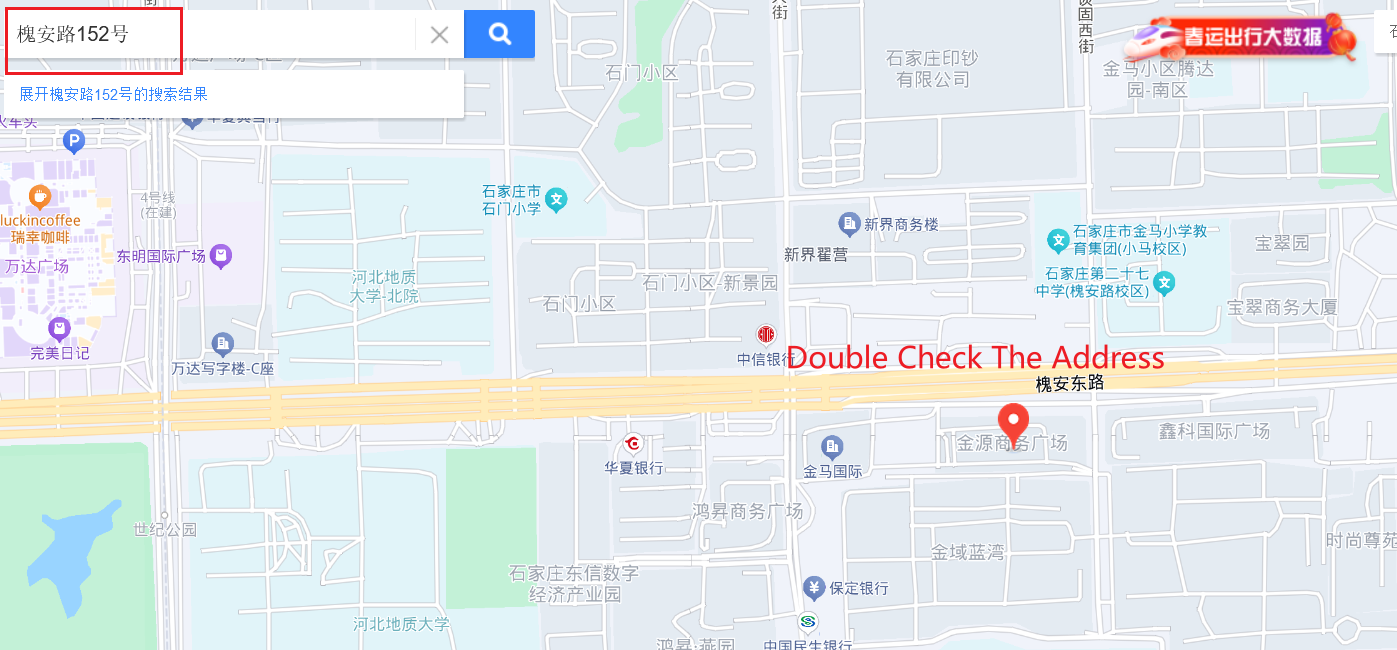 槐安路152号
展开槐安路152号的搜索结果
春运出行大数据
石门小区
石家庄印钞
有限公司
金马小区腾达
园-南区
谈固西街
P
4号线
(在建)
luckincoffee
瑞幸咖啡
万达广场
东明国际广场
石家庄市
石门小学
文
河北地质
大学-北院
新界商务楼
新界翟营
石门小区-新景园
石门小区
文
石家庄市金马小学教
育集团(小马校区)
石家庄第二十七
中学(槐安路校区)
文
宝翠园
宝翠商务大厦
完美日记
万达写字楼-C座
中信银行
Double Check The Address
槐安东路
金源商务广场
鑫科国际广场
华夏银行
金马国际
鸿昇商务广场
世纪公园
金域蓝湾
时尚尊苑
石家庄东信数字
经济产业园
¥
保定银行
河北地质大学
鸿昇·燕园
中国民生银行